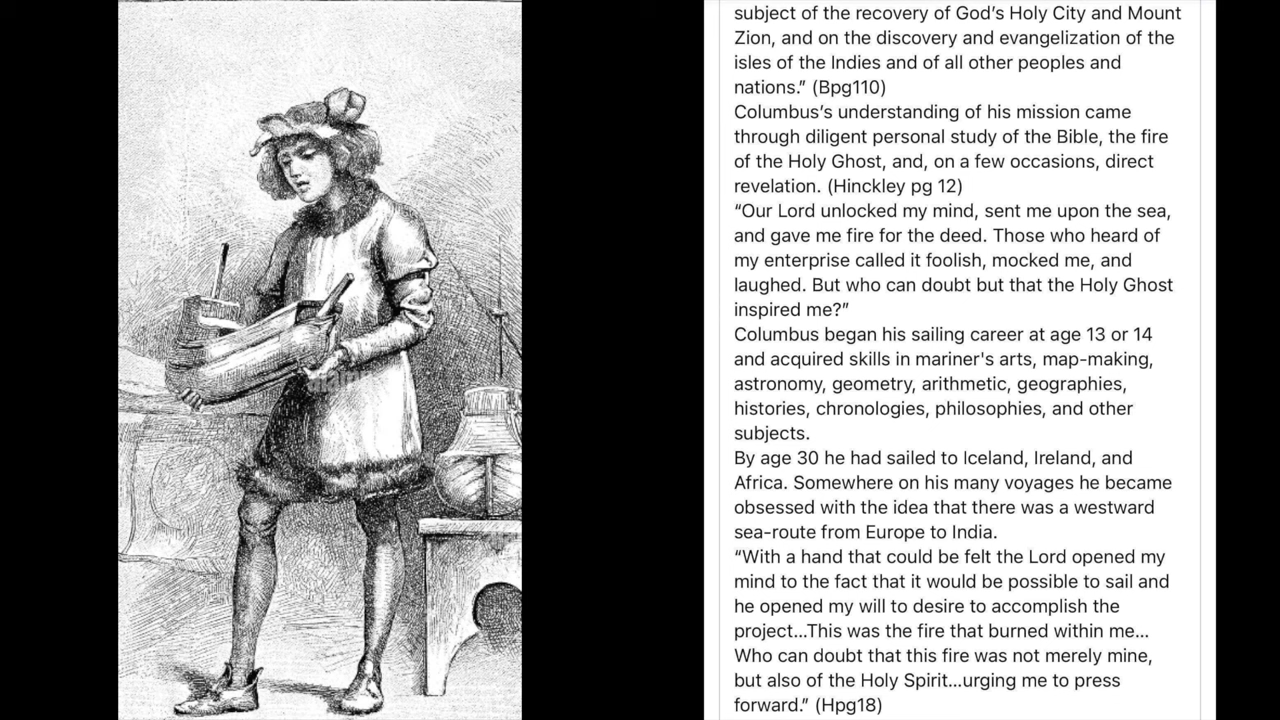 subject of the recovery of God’s Holy City and Mount
Zion, and on the discovery and evangelization of the
isles of the Indies and of all other peoples and
nations.” (Bpg110)
Columbus’s understanding of his mission came
through diligent personal study of the Bible, the fire
of the Holy Ghost, and, on a few occasions, direct
revelation. (Hinckley pg 12)
“Our Lord unlocked my mind, sent me upon the sea,
and gave me fire for the deed. Those who heard of
my enterprise called it foolish, mocked me, and
laughed. But who can doubt but that the Holy Ghost
inspired me?”
Columbus began his sailing career at age 13 or 14
and acquired skills in mariner's arts, map-making,
astronomy, geometry, arithmetic, geographies,
histories, chronologies, philosophies, and other
subjects.
By age 30 he had sailed to Iceland, Ireland, and
Africa. Somewhere on his many voyages he became
obsessed with the idea that there was a westward
sea-route from Europe to India.
“With a hand that could be felt the Lord opened my
mind to the fact that it would be possible to sail and
he opened my will to desire to accomplish the
project...This was the fire that burned within me...
Who can doubt that this fire was not merely mine,
but also of the Holy Spirit...urging me to press
forward.” (Hpg18)